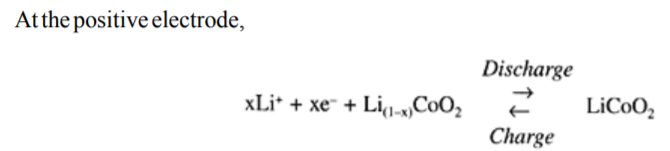 At the positive electrode,
Discharge
xLi⁺ + xe⁻ + Li₍₁₋ₓ₎CoO₂ → ← LiCoO₂
Charge